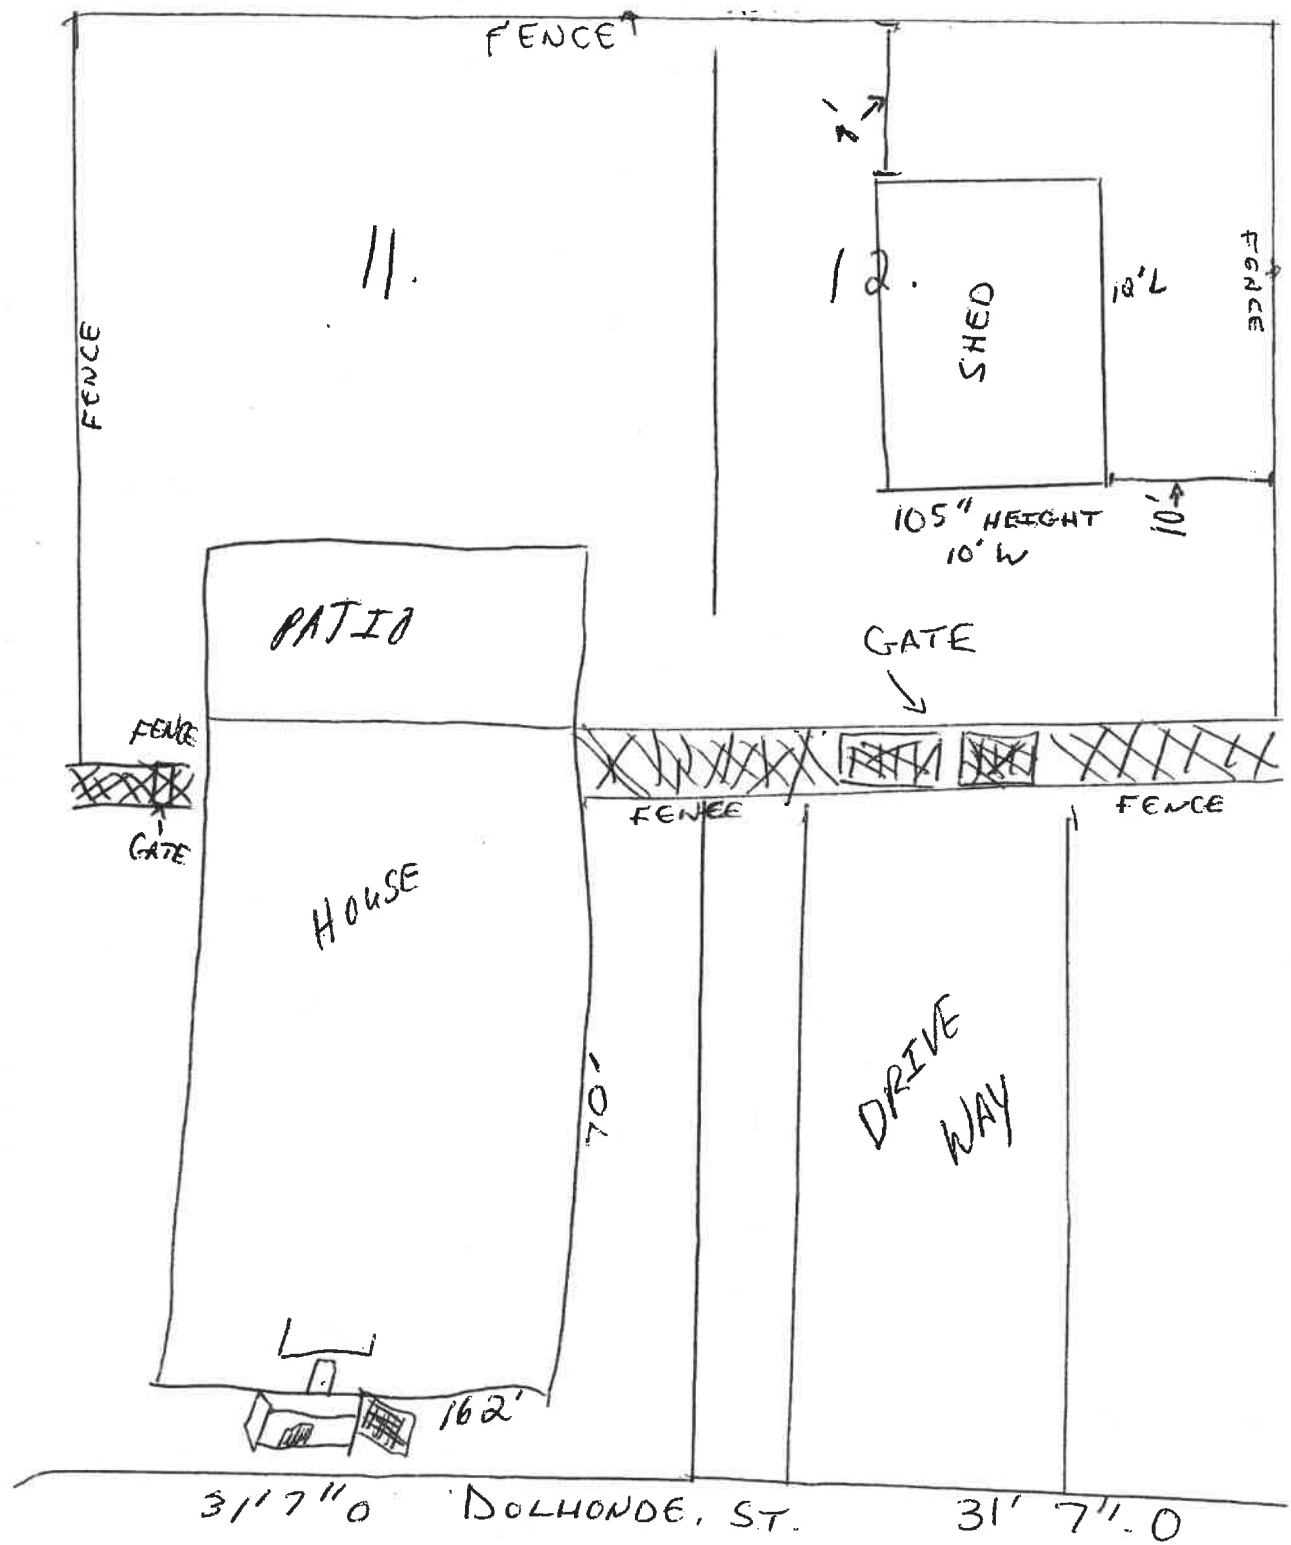 FENCE
11.
12.
SHED
10'L
FENCE
FENCE
105" HEIGHT
10' W
10'
PATIO
GATE
FENCE
GATE
FENCE
FENCE
HOUSE
70'
DRIVE
WAY
162'
31' 7" 0
DOLHONDE. ST.
31' 7". 0